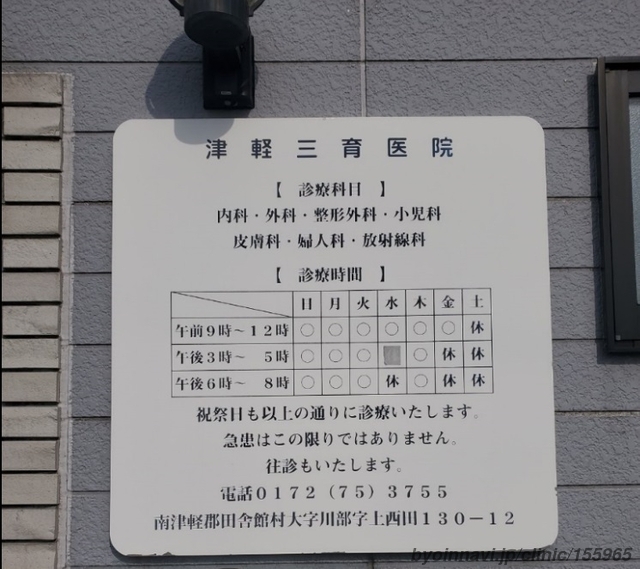 津軽三育医院
【 診療科目 】
内科・外科・整形外科・小児科
皮膚科・婦人科・放射線科
【 診療時間 】
日 月 火 水 木 金 土
午前9時～12時 ○ ○ ○ ○ ○ ○ 休
午後3時～ 5時 ○ ○ ○ ○ 休 休
午後6時～ 8時 ○ ○ ○ 休 ○ 休 休
祝祭日も以上の通りに診療いたします。
急患はこの限りではありません。
往診もいたします。
電話0172（75）3755
南津軽郡田舎館村大字川部字上西田130－12
byoinnavi.jp/clinic/155965